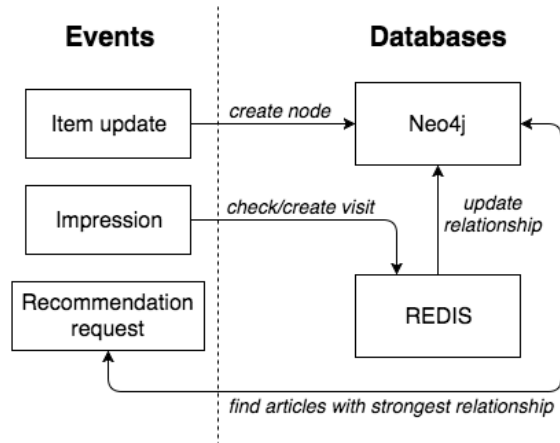 Events
Databases
Item update
create node
Neo4j
Impression
check/create visit
update
relationship
Recommendation
request
REDIS
find articles with strongest relationship